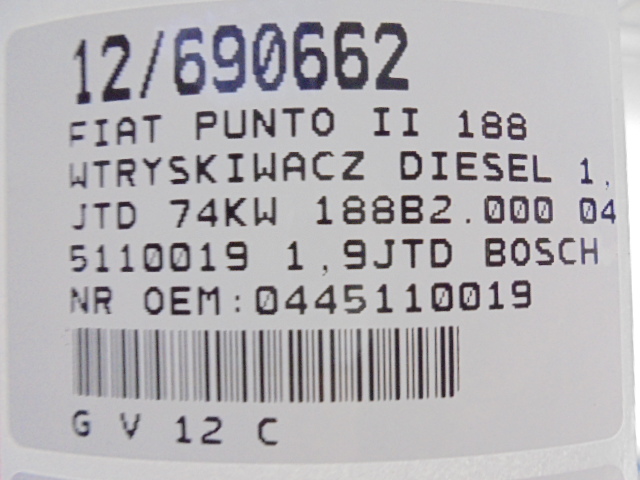 12/690662
FIAT PUNTO II 188
WTRYSKIWACZ DIESEL 1,
JTD 74KW 188B2.000 04
5110019 1,9JTD BOSCH
NR OEM:0445110019
G V 12 C